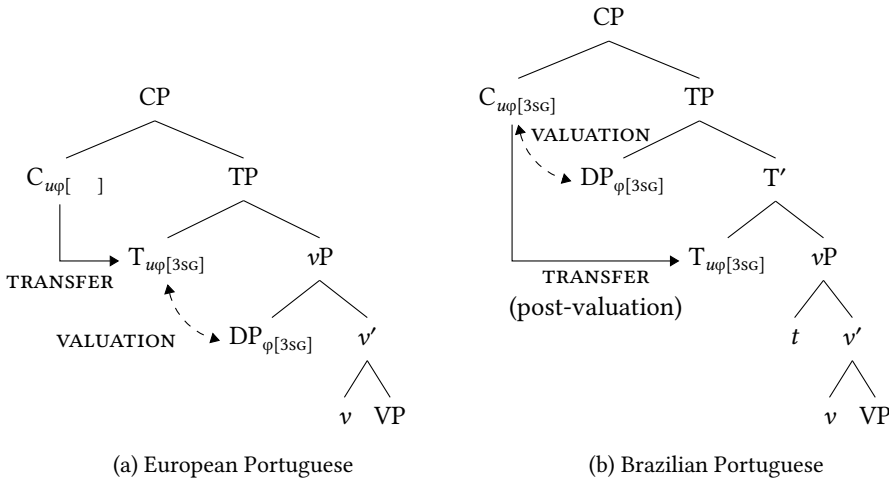 CP
C uφ[ ]
TP
TRANSFER
T uφ[3SG]
vP
VALUATION
DP φ[3SG]
v′
v
VP
(a) European Portuguese
CP
C uφ[3SG]
TP
VALUATION
DP φ[3SG]
T′
T uφ[3SG]
vP
TRANSFER
(post-valuation)
t
v′
v
VP
(b) Brazilian Portuguese